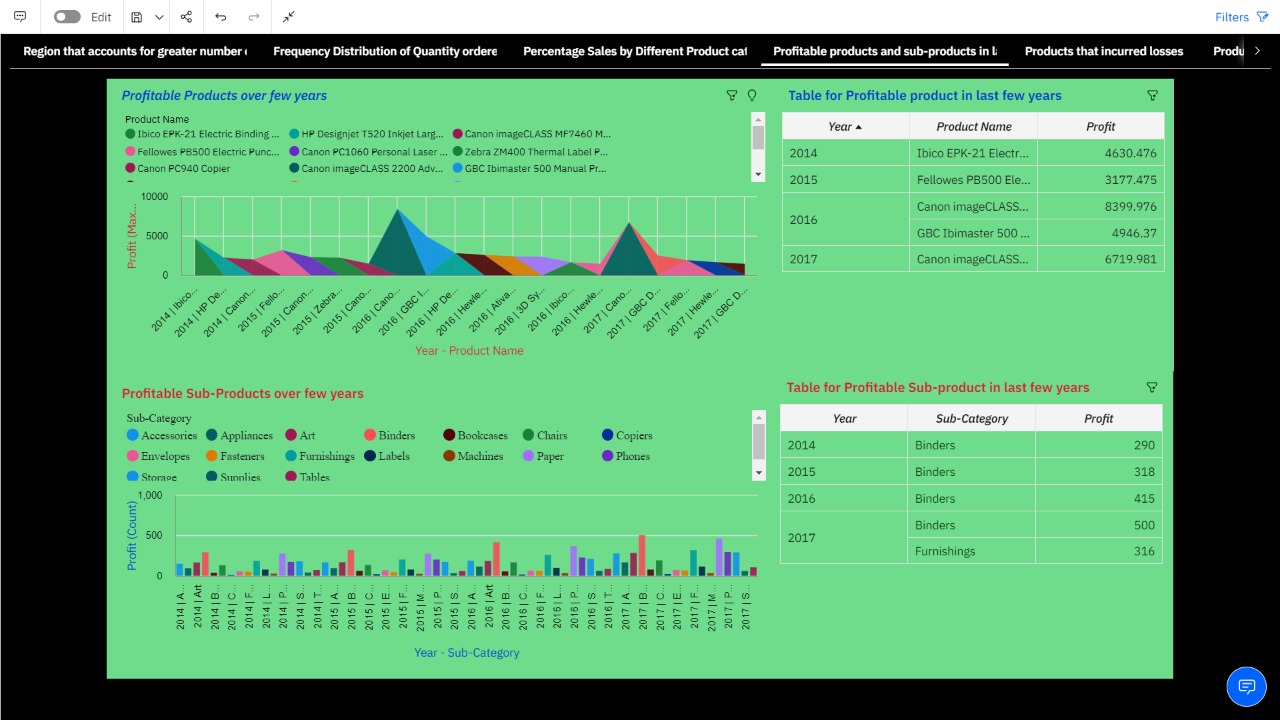 Edit
Filters
Region that accounts for greater number
Frequency Distribution of Quantity ordere
Percentage Sales by Different Product cat
Profitable products and sub-products in la
Products that incurred losses
Produ
Profitable Products over few years
Product Name
Ibico EPK-21 Electric Binding ...
HP Designjet T520 Inkjet Larg...
Canon imageCLASS MF7460 M...
Fellowes PB500 Electric Punc...
Canon PC1060 Personal Laser ...
Zebra ZM400 Thermal Label P...
Canon PC940 Copier
Canon imageCLASS 2200 Adv...
GBC Ibimaster 500 Manual Pr...
Profit (Max...
10000
5000
0
2014 | Ibico...
2014 | HP De...
2014 | Canon...
2015 | Fello...
2015 | Canon...
2015 | Zebra...
2015 | Cano...
2016 | Cano...
2016 | GBC I...
2016 | HP De...
2016 | Hewle...
2016 | Ativa...
2016 | 3D Sy...
2016 | Ibico...
2016 | Hewle...
2017 | Cano...
2017 | GBC D...
2017 | Fello...
2017 | Hewle...
2017 | GBC D...
Year - Product Name
Table for Profitable product in last few years
Year Product Name Profit
2014 Ibico EPK-21 Electr... 4630.476
2015 Fellowes PB500 Ele... 3177.475
2016 Canon imageCLASS... 8399.976
GBC Ibimaster 500 ... 4946.37
2017 Canon imageCLASS... 6719.981
Profitable Sub-Products over few years
Sub-Category
Accessories Appliances Art Binders Bookcases Chairs Copiers
Envelopes Fasteners Furnishings Labels Machines Paper Phones
Storage Supplies Tables
Profit (Count)
1,000
500
0
2014 | A...
2014 | Art
2014 | B...
2014 | C...
2014 | F...
2014 | L...
2014 | P...
2014 | S...
2014 | T...
2015 | A...
2015 | B...
2015 | C...
2015 | E...
2015 | F...
2015 | M...
2015 | P...
2015 | S...
2016 | A...
2016 | Art
2016 | B...
2016 | C...
2016 | F...
2016 | L...
2016 | P...
2016 | S...
2016 | T...
2017 | A...
2017 | B...
2017 | C...
2017 | E...
2017 | F...
2017 | M...
2017 | P...
2017 | S...
Year - Sub-Category
Table for Profitable Sub-product in last few years
Year Sub-Category Profit
2014 Binders 290
2015 Binders 318
2016 Binders 415
2017 Binders 500
Furnishings 316